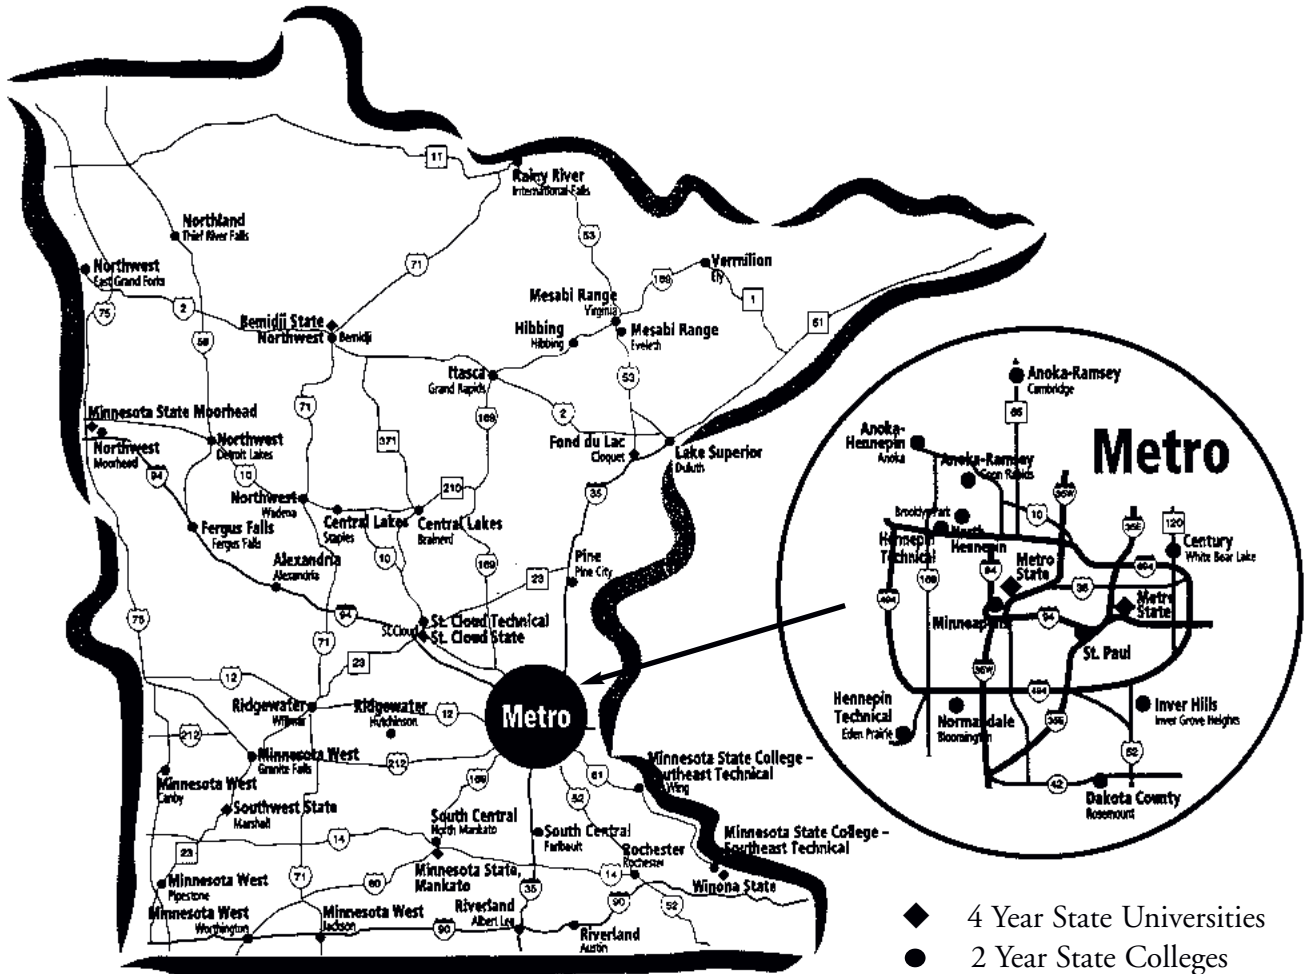 11
Rainy River
International Falls
Northland
Thief River Falls
53
71
Northwest
East Grand Forks
Vermilion
Ely
169
1
2
75
Mesabi Range
Virginia
61
Bemidji State
Northwest
Bemidji
Hibbing
Hibbing
Mesabi Range
Eveleth
59
Itasca
Grand Rapids
53
71
169
2
Minnesota State Moorhead
Northwest
Moorhead
371
Northwest
Detroit Lakes
Fond du Lac
Cloquet
Lake Superior
Duluth
94
10
210
35
Northwest
Wadena
Central Lakes
Staples
Central Lakes
Brainerd
Fergus Falls
Fergus Falls
10
169
Alexandria
Alexandria
Pine
Pine City
23
94
75
71
St. Cloud Technical
St. Cloud
St. Cloud State
23
12
Ridgewater
Willmar
Ridgewater
Hutchinson
12
Metro
212
Minnesota West
Granite Falls
212
169
61
Minnesota State College –
Southeast Technical
Wing
Minnesota West
Canby
52
Southwest State
Marshall
South Central
North Mankato
South Central
Faribault
Minnesota State College –
Southeast Technical
14
23
Rochester
Rochester
Minnesota State,
Mankato
14
Winona State
Minnesota West
Pipestone
71
60
35
90
52
Minnesota West
Worthington
Minnesota West
Jackson
Riverland
Albert Lea
90
Riverland
Austin
Anoka-Ramsey
Cambridge
65
Metro
Anoka-
Hennepin
Anoka
Anoka-Ramsey
Coon Rapids
35W
10
35E
120
Brooklyn Park
Hennepin
Technical
North
Hennepin
Century
White Bear Lake
94
694
169
Metro
State
36
494
Metro
State
Minneapolis
94
St. Paul
35W
494
Hennepin
Technical
Eden Prairie
Normandale
Bloomington
35E
Inver Hills
Inver Grove Heights
52
42
Dakota County
Rosemount
4 Year State Universities
2 Year State Colleges